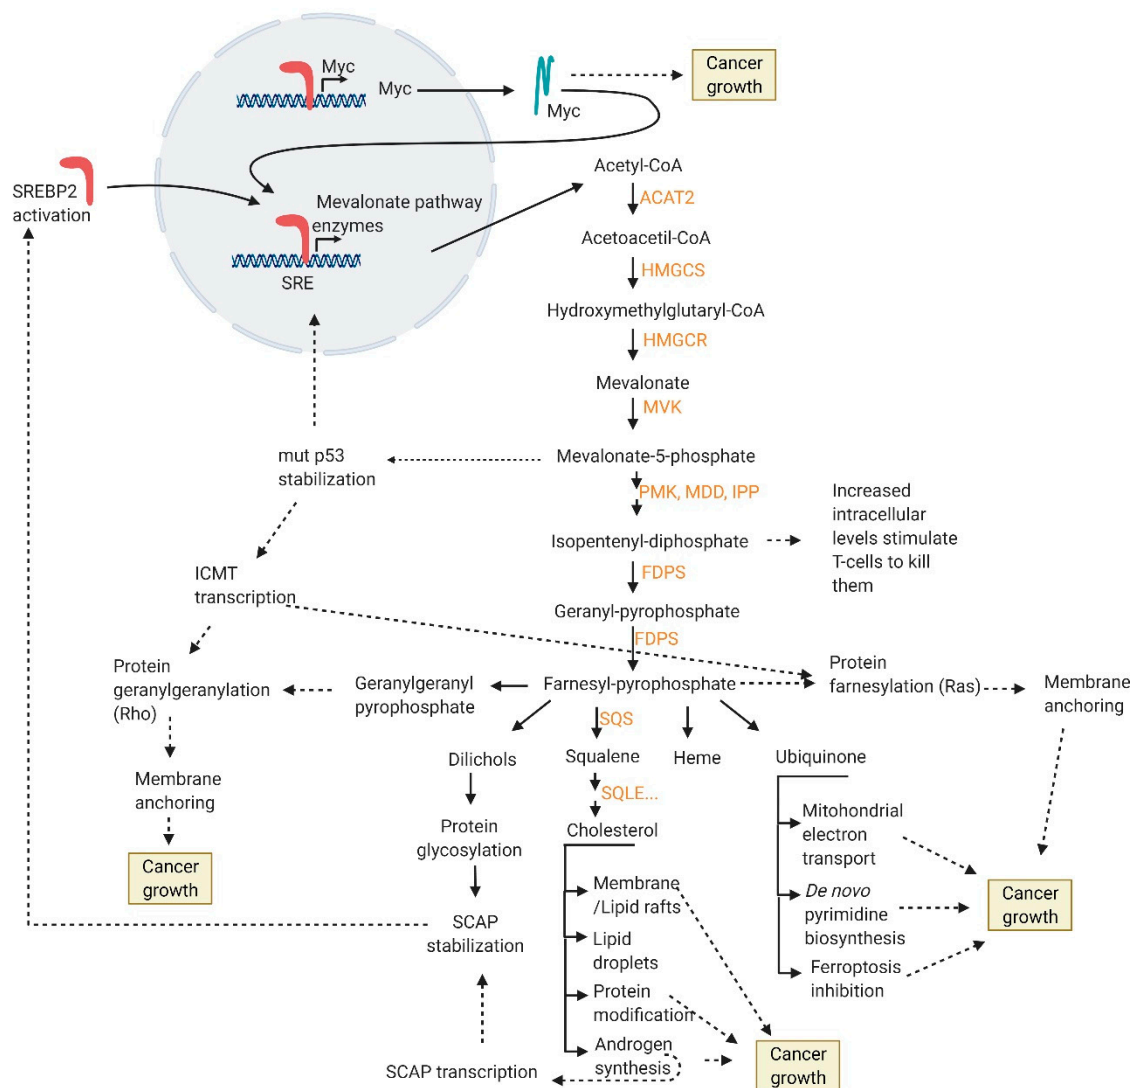 Myc
Myc
Myc
Cancer
growth
SREBP2
activation
Mevalonate pathway
enzymes
SRE
Acetyl-CoA
ACAT2
Acetoacetil-CoA
HMGCS
Hydroxymethylglutaryl-CoA
HMGCR
Mevalonate
MVK
mut p53
stabilization
Mevalonate-5-phosphate
PMK, MDD, IPP
Isopentenyl-diphosphate
Increased
intracellular
levels stimulate
T-cells to kill
them
FDPS
ICMT
transcription
Geranyl-pyrophosphate
FDPS
Protein
geranylgeranylation
(Rho)
Geranylgeranyl
pyrophosphate
Farnesyl-pyrophosphate
Protein
farnesylation (Ras)
Membrane
anchoring
SQS
Dilichols
Squalene
Heme
Ubiquinone
Membrane
anchoring
SQLE...
Cancer
growth
Protein
glycosylation
Cholesterol
Mitohondrial
electron
transport
Membrane
/Lipid rafts
De novo
pyrimidine
biosynthesis
Cancer
growth
SCAP
stabilization
Lipid
droplets
Ferroptosis
inhibition
Protein
modification
Androgen
synthesis
SCAP transcription
Cancer
growth